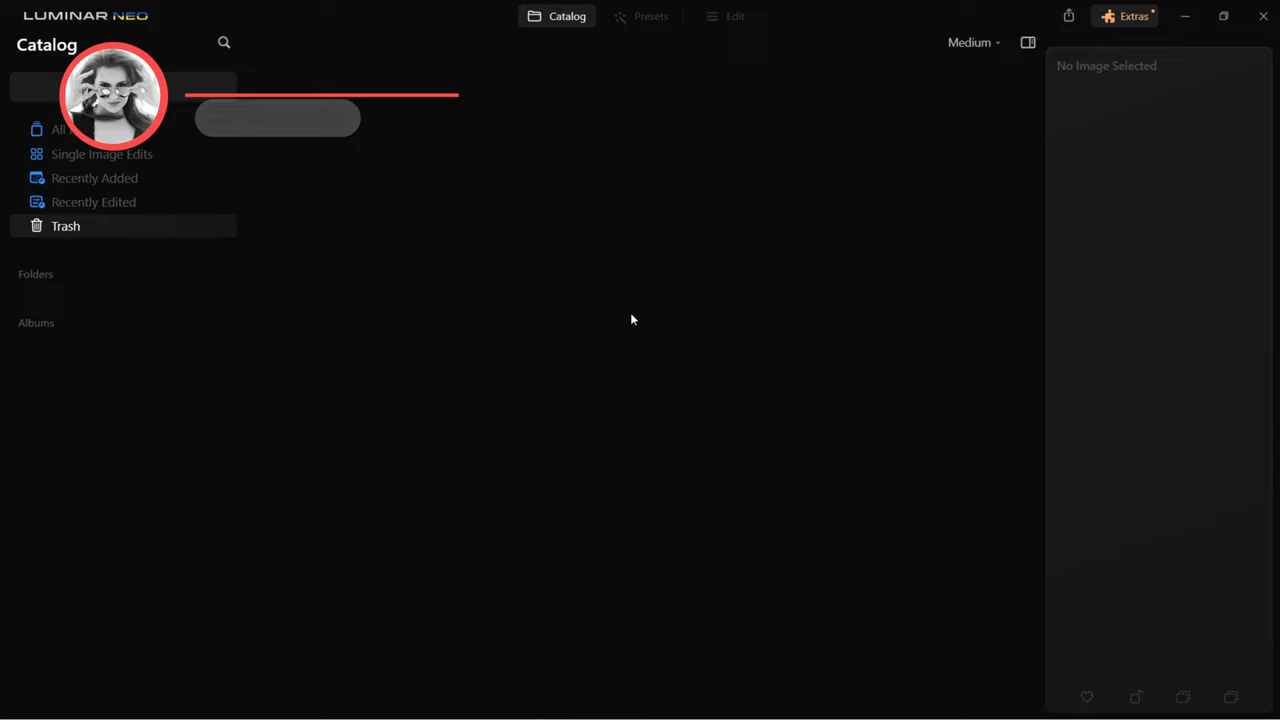 LUMINAR NEO
Catalog
Presets
Edit
Extras
Catalog
Medium
No Image Selected
All
Single Image Edits
Recently Added
Recently Edited
Trash
Folders
Albums